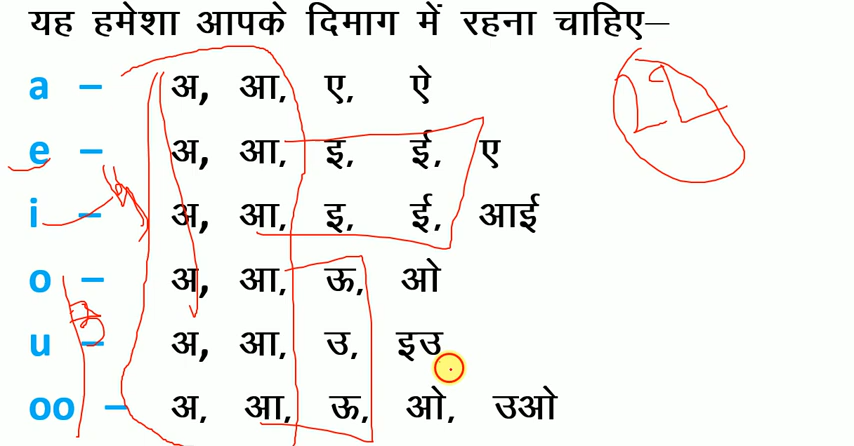 यह हमेशा आपके दिमाग में रहना चाहिए–
a – अ, आ, ए, ऐ
e – अ, आ, इ, ई, ए
i – अ, आ, इ, ई, आई
o – अ, आ, ऊ, ओ
u – अ, आ, उ, इउ
oo – अ, आ, ऊ, ओ, उओ